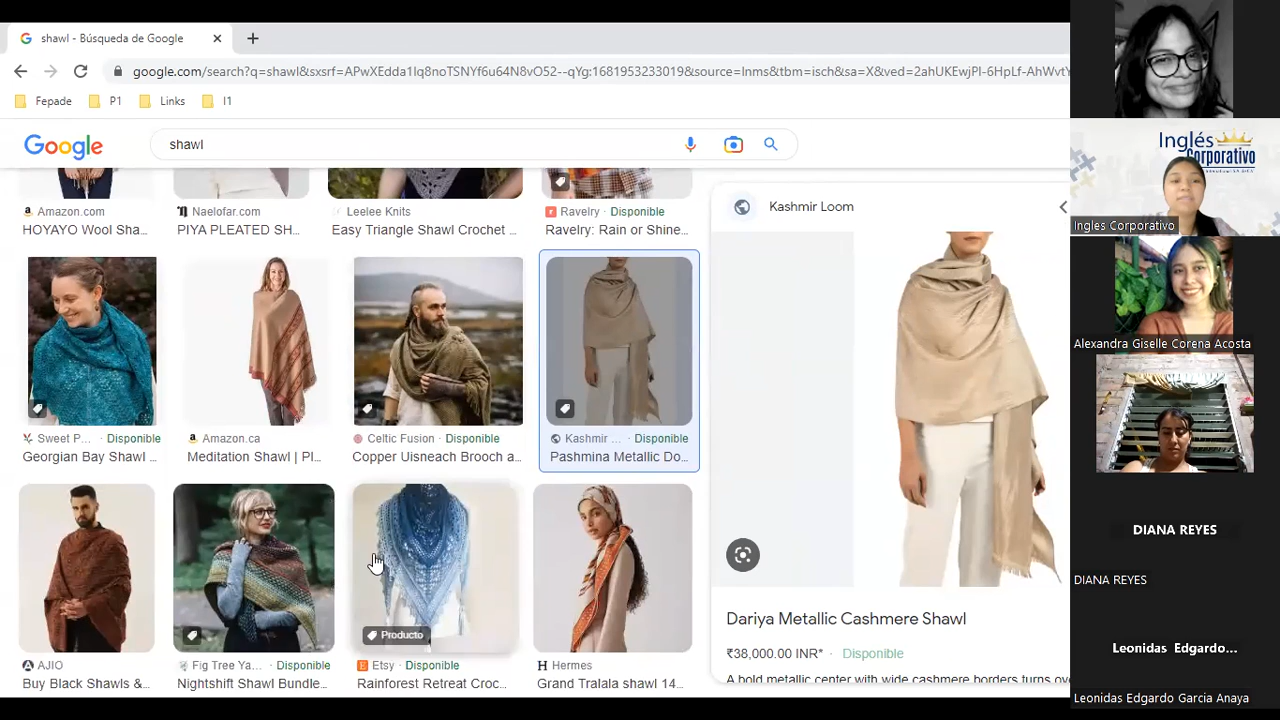 shawl - Búsqueda de Google
google.com/search?q=shawl&sxsrf=APwXEdda1Iq8noTSNYf6u64N8vO52--qYg:1681953233019&source=lnms&tbm=isch&sa=X&ved=2ahUKEwjPl-6HpLf-AhWvtY
Fepade P1 Links I1
Google shawl
Amazon.com Naelofar.com Leelee Knits Ravelry · Disponible
HOYAYO Wool Sha... PIYA PLEATED SH... Easy Triangle Shawl Crochet ... Ravelry: Rain or Shine...
Sweet P... · Disponible Amazon.ca Celtic Fusion · Disponible Kashmir ... · Disponible
Georgian Bay Shawl ... Meditation Shawl | Pl... Copper Uisneach Brooch a... Pashmina Metallic Do...
Producto
AJIO Fig Tree Ya... · Disponible Etsy · Disponible Hermes
Buy Black Shawls &... Nightshift Shawl Bundle... Rainforest Retreat Croc... Grand Tralala shawl 14...
Kashmir Loom
Dariya Metallic Cashmere Shawl
₹38,000.00 INR* · Disponible
A bold metallic center with wide cashmere borders turns ov
Inglés
Corporativo
Ingles Corporativo
Alexandra Giselle Corena Acosta
DIANA REYES
DIANA REYES
Leonidas Edgardo...
Leonidas Edgardo Garcia Anaya